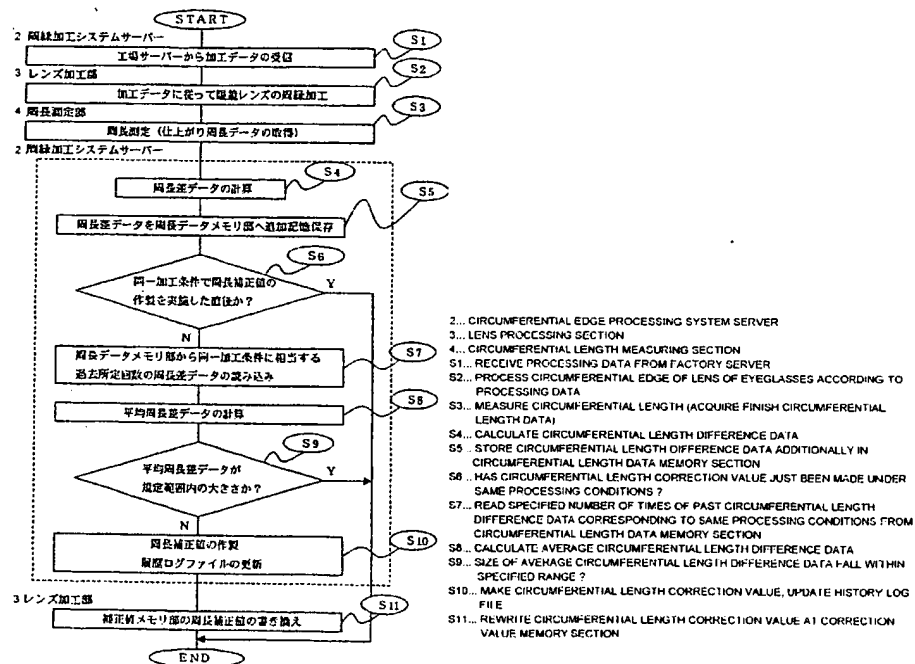 START
2 周縁加工システムサーバー
S1
工場サーバーから加工データの受信
3 レンズ加工部
S2
加工データに従って眼鏡レンズの周縁加工
4 周長測定部
S3
周長測定 (仕上がり周長データの取得)
2 周縁加工システムサーバー
S4
周長差データの計算
S5
周長差データを周長データメモリ部へ追加記憶保存
S6
同一加工条件で周長補正値の
作製を実施した直後か?
Y
N
周長データメモリ部から同一加工条件に相当する
過去所定回数の周長差データの読み込み
S7
平均周長差データの計算
S8
S9
平均周長差データが
規定範囲内の大きさか?
Y
N
周長補正値の作製
履歴ログファイルの更新
S10
3 レンズ加工部
S11
補正値メモリ部の周長補正値の書き換え
END
2... CIRCUMFERENTIAL EDGE PROCESSING SYSTEM SERVER
3... LENS PROCESSING SECTION
4... CIRCUMFERENTIAL LENGTH MEASURING SECTION
S1... RECEIVE PROCESSING DATA FROM FACTORY SERVER
S2... PROCESS CIRCUMFERENTIAL EDGE OF LENS OF EYEGLASSES ACCORDING TO
PROCESSING DATA
S3... MEASURE CIRCUMFERENTIAL LENGTH (ACQUIRE FINISH CIRCUMFERENTIAL
LENGTH DATA)
S4... CALCULATE CIRCUMFERENTIAL LENGTH DIFFERENCE DATA
S5... STORE CIRCUMFERENTIAL LENGTH DIFFERENCE DATA ADDITIONALLY IN
CIRCUMFERENTIAL LENGTH DATA MEMORY SECTION
S6... HAS CIRCUMFERENTIAL LENGTH CORRECTION VALUE JUST BEEN MADE UNDER
SAME PROCESSING CONDITIONS ?
S7... READ SPECIFIED NUMBER OF TIMES OF PAST CIRCUMFERENTIAL LENGTH
DIFFERENCE DATA CORRESPONDING TO SAME PROCESSING CONDITIONS FROM
CIRCUMFERENTIAL LENGTH DATA MEMORY SECTION
S8... CALCULATE AVERAGE CIRCUMFERENTIAL LENGTH DIFFERENCE DATA
S9... SIZE OF AVERAGE CIRCUMFERENTIAL LENGTH DIFFERENCE DATA FALL WITHIN
SPECIFIED RANGE ?
S10... MAKE CIRCUMFERENTIAL LENGTH CORRECTION VALUE, UPDATE HISTORY LOG
FILE
S11... REWRITE CIRCUMFERENTIAL LENGTH CORRECTION VALUE AT CORRECTION
VALUE MEMORY SECTION